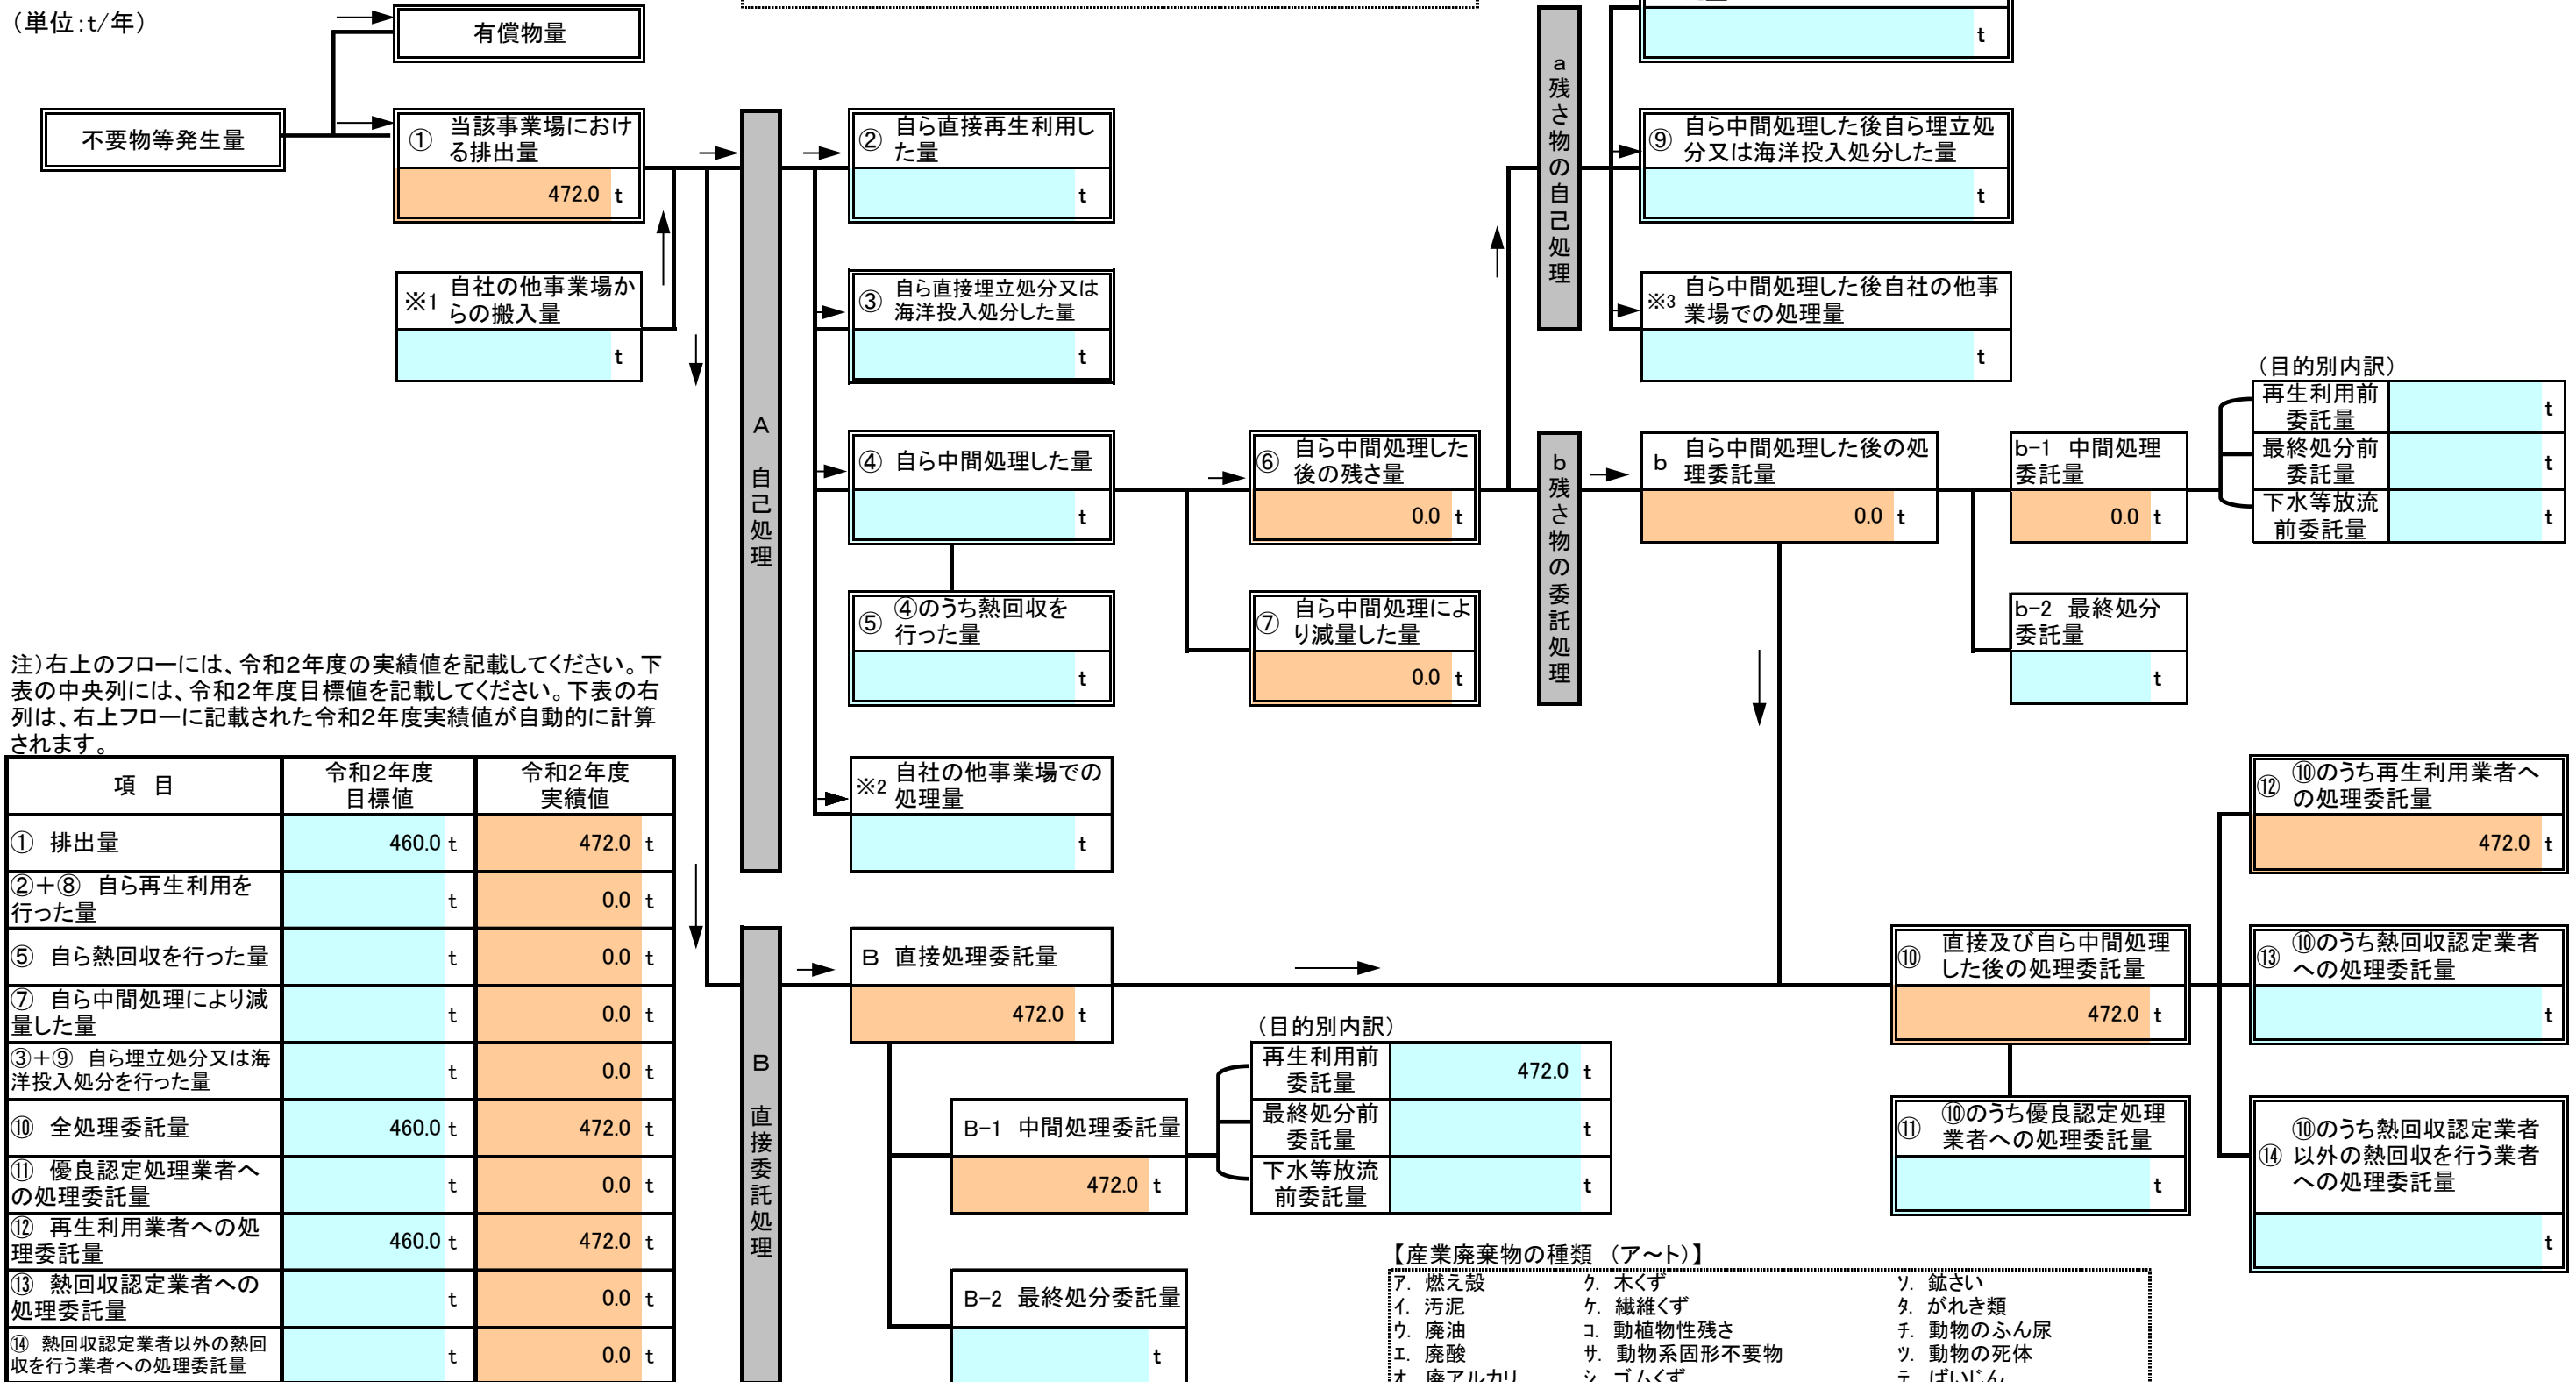 (単位:t/年)
有償物量
不要物等発生量
① 当該事業場におけ
る排出量
472.0 t
※1 自社の他事業場か
らの搬入量
t
A 自己処理
② 自ら直接再生利用し
た量
t
③ 自ら直接埋立処分又は
海洋投入処分した量
t
④ 自ら中間処理した量
t
⑤ ④のうち熱回収を
行った量
t
※2 自社の他事業場での
処理量
t
⑥ 自ら中間処理した
後の残さ量
0.0 t
⑦ 自ら中間処理によ
り減量した量
0.0 t
a 残さ物の自己処理
t
⑨ 自ら中間処理した後自ら埋立処
分又は海洋投入処分した量
t
※3 自ら中間処理した後自社の他事
業場での処理量
t
b 残さ物の委託処理
b 自ら中間処理した後の処
理委託量
0.0 t
b-1 中間処理
委託量
0.0 t
(目的別内訳)
再生利用前
委託量
t
最終処分前
委託量
t
下水等放流
前委託量
t
b-2 最終処分
委託量
t
注)右上のフローには、令和2年度の実績値を記載してください。下
表の中央列には、令和2年度目標値を記載してください。下表の右
列は、右上フローに記載された令和2年度実績値が自動的に計算
されます。
項 目 令和2年度 目標値 令和2年度 実績値
① 排出量 460.0 t 472.0 t
②+⑧ 自ら再生利用を
行った量 t 0.0 t
⑤ 自ら熱回収を行った量 t 0.0 t
⑦ 自ら中間処理により減
量した量 t 0.0 t
③+⑨ 自ら埋立処分又は海
洋投入処分を行った量 t 0.0 t
⑩ 全処理委託量 460.0 t 472.0 t
⑪ 優良認定処理業者へ
の処理委託量 t 0.0 t
⑫ 再生利用業者への処
理委託量 460.0 t 472.0 t
⑬ 熱回収認定業者への
処理委託量 t 0.0 t
⑭ 熱回収認定業者以外の熱回
収を行う業者への処理委託量 t 0.0 t
B 直接委託処理
B 直接処理委託量
472.0 t
B-1 中間処理委託量
472.0 t
(目的別内訳)
再生利用前
委託量
472.0 t
最終処分前
委託量
t
下水等放流
前委託量
t
B-2 最終処分委託量
t
⑩ 直接及び自ら中間処理
した後の処理委託量
472.0 t
⑪ ⑩のうち優良認定処理
業者への処理委託量
t
⑫ ⑩のうち再生利用業者へ
の処理委託量
472.0 t
⑬ ⑩のうち熱回収認定業者
への処理委託量
t
⑭ ⑩のうち熱回収認定業者
以外の熱回収を行う業者
への処理委託量
t
【産業廃棄物の種類 (ア~ト)】
ア. 燃え殻 ク. 木くず ソ. 鉱さい
イ. 汚泥 ケ. 繊維くず タ. がれき類
ウ. 廃油 コ. 動植物性残さ チ. 動物のふん尿
エ. 廃酸 サ. 動物系固形不要物 ツ. 動物の死体
オ. 廃アルカリ シ. ゴムくず テ. ばいじん